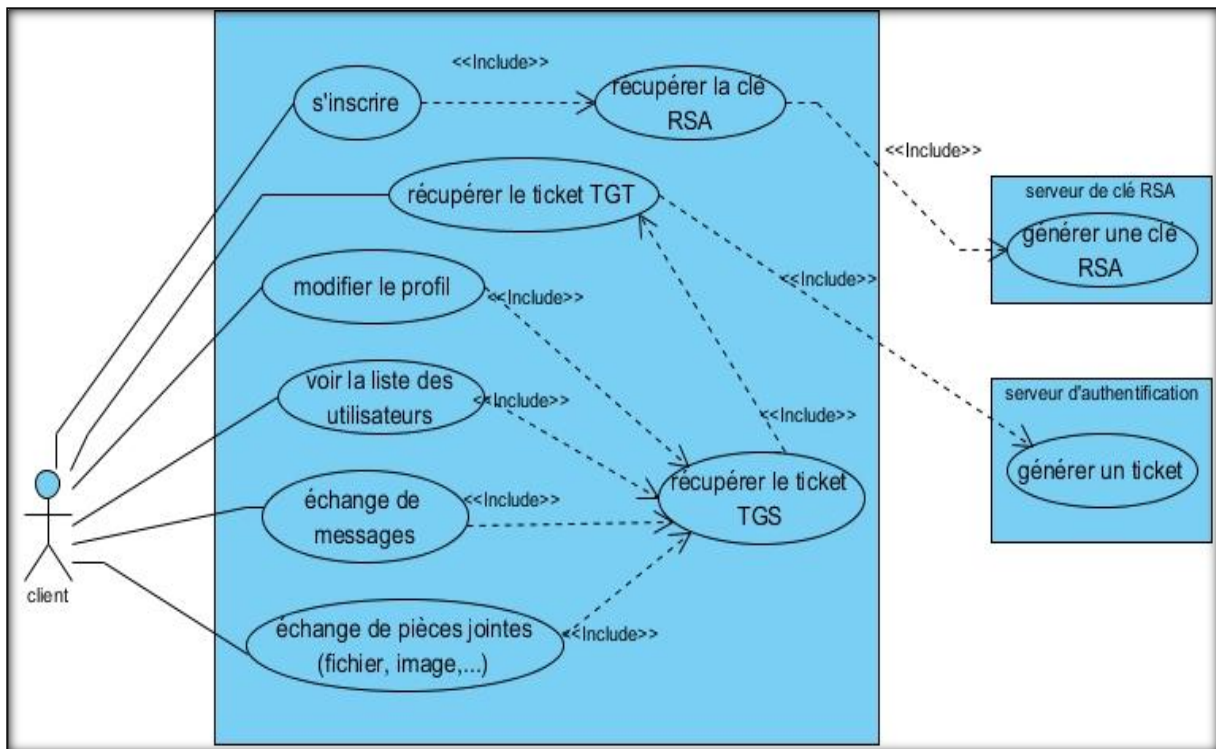 <<Include>>
s'inscrire
récupérer la clé
RSA
<<Include>>
récupérer le ticket TGT
serveur de clé RSA
générer une clé
RSA
modifier le profil
<<Include>>
<<Include>>
voir la liste des
utilisateurs
<<Include>>
<<Include>>
serveur d'authentification
générer un ticket
échange de
messages
<<Include>>
récupérer le ticket
TGS
client
échange de pièces jointes
(fichier, image,...)
<<Include>>